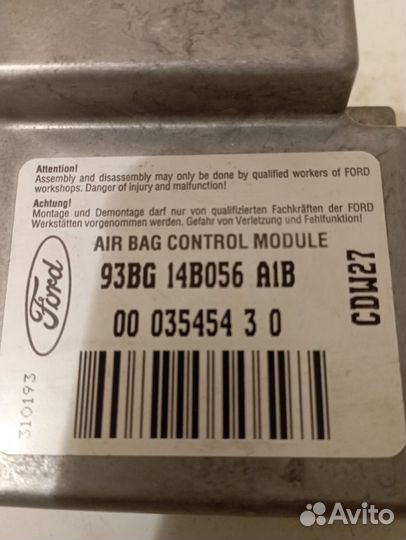 Attention!
Assembly and disassembly may only be done by qualified workers of FORD
workshops. Danger of injury and malfunction!
Achtung!
Montage und Demontage darf nur von qualifizierten Fachkräften der FORD
Werkstätten vorgenommen werden. Gefahr von Verletzung und Fehlfunktion!
AIR BAG CONTROL MODULE
93BG 14B056 A1B
00 035454 3 0
CDW27
Ford
310193
Avito